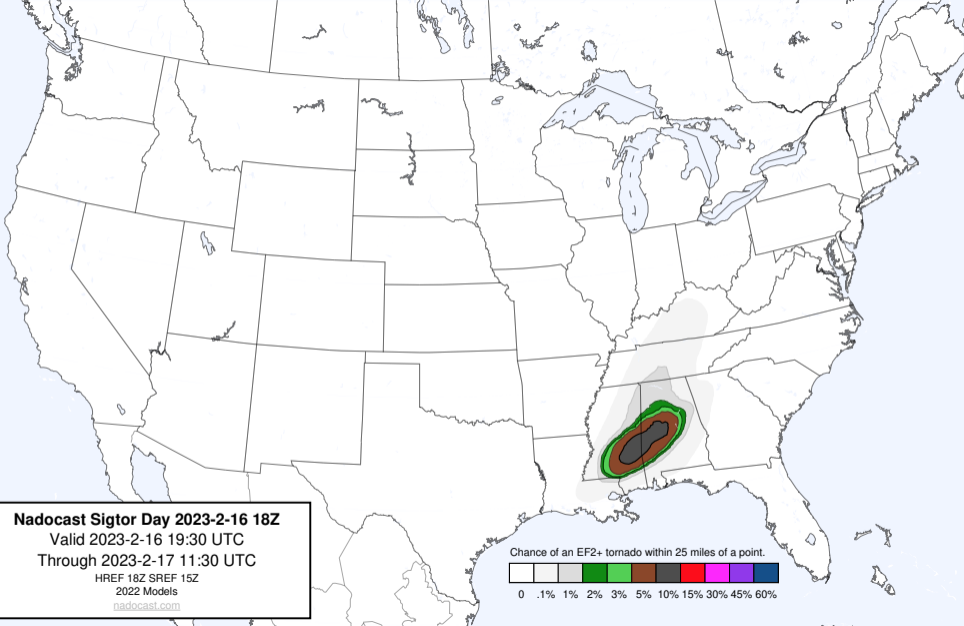 Nadocast Sigtor Day 2023-2-16 18Z
Valid 2023-2-16 19:30 UTC
Through 2023-2-17 11:30 UTC
HREF 18Z SREF 15Z
2022 Models
nadocast.com
Chance of an EF2+ tornado within 25 miles of a point.
0 .1% 1% 2% 3% 5% 10% 15% 30% 45% 60%